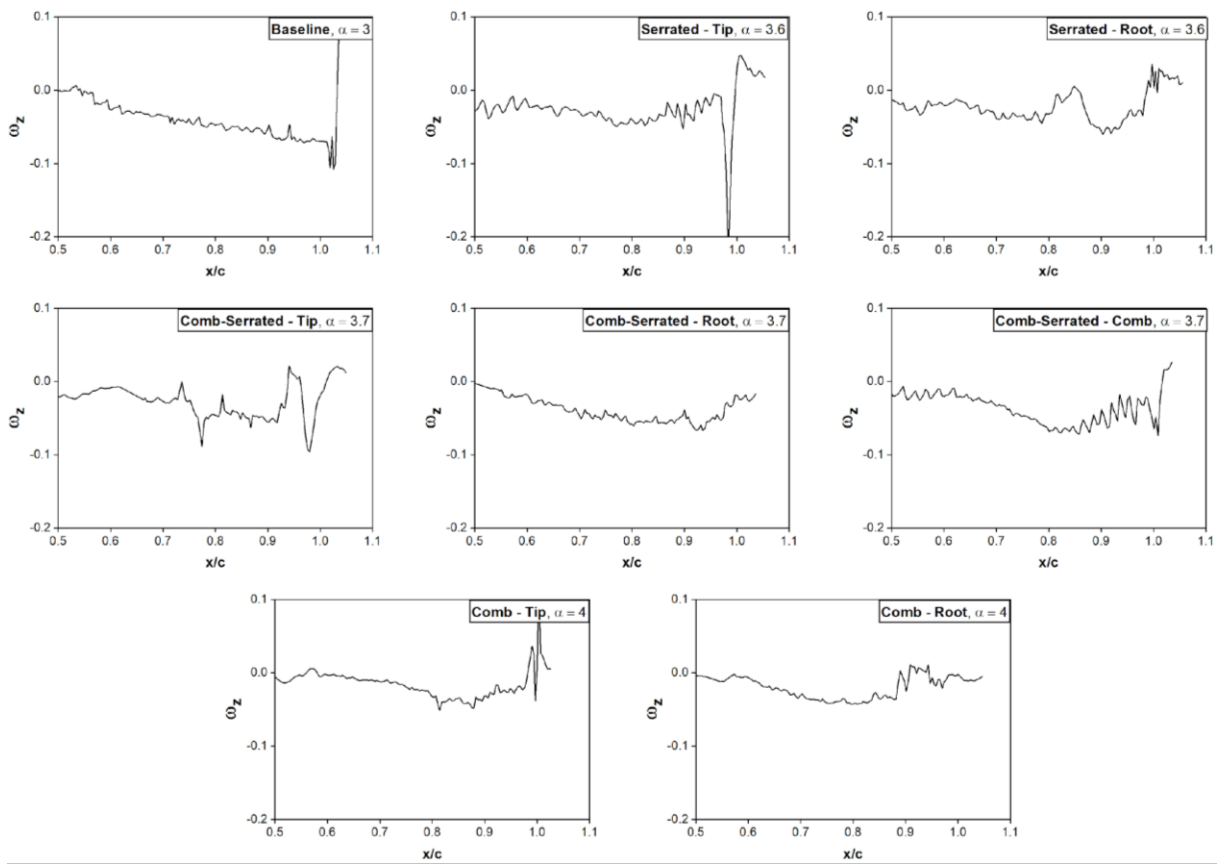 Baseline, α = 3
0.1
0.0
-0.1
-0.2
ωz
0.5 0.6 0.7 0.8 0.9 1.0 1.1
x/c
Serrated - Tip, α = 3.6
0.1
0.0
-0.1
-0.2
ωz
0.5 0.6 0.7 0.8 0.9 1.0 1.1
x/c
Serrated - Root, α = 3.6
0.1
0.0
-0.1
-0.2
ωz
0.5 0.6 0.7 0.8 0.9 1.0 1.1
x/c
Comb-Serrated - Tip, α = 3.7
0.1
0.0
-0.1
-0.2
ωz
0.5 0.6 0.7 0.8 0.9 1.0 1.1
x/c
Comb-Serrated - Root, α = 3.7
0.1
0.0
-0.1
-0.2
ωz
0.5 0.6 0.7 0.8 0.9 1.0 1.1
x/c
Comb-Serrated - Comb, α = 3.7
0.1
0.0
-0.1
-0.2
ωz
0.5 0.6 0.7 0.8 0.9 1.0 1.1
x/c
Comb - Tip, α = 4
0.1
0.0
-0.1
-0.2
ωz
0.5 0.6 0.7 0.8 0.9 1.0 1.1
x/c
Comb - Root, α = 4
0.1
0.0
-0.1
-0.2
ωz
0.5 0.6 0.7 0.8 0.9 1.0 1.1
x/c